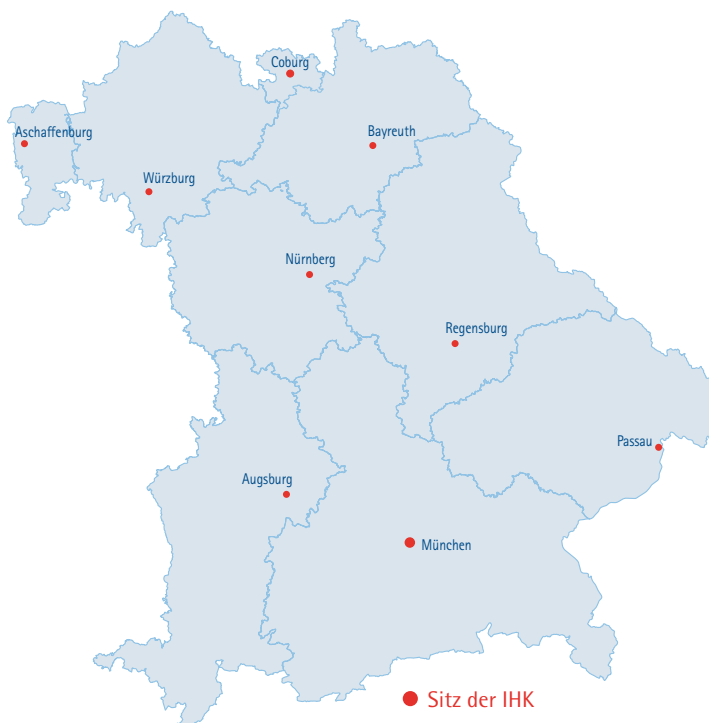 Coburg
Aschaffenburg
Bayreuth
Würzburg
Nürnberg
Regensburg
Passau
Augsburg
München
Sitz der IHK